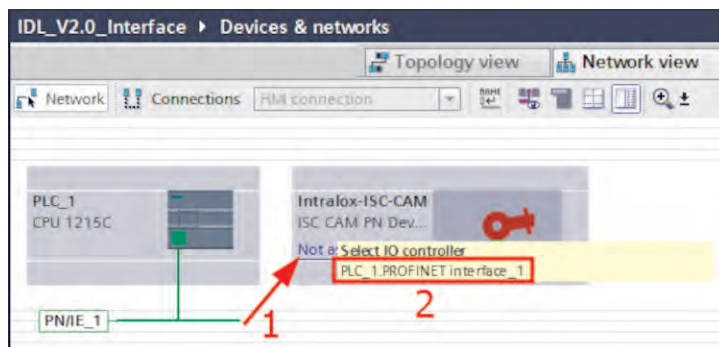 IDL_V2.0_Interface ▸ Devices & networks
Topology view Network view
Network Connections HMI connection
PLC_1
CPU 1215C
Intralox-ISC-CAM
ISC CAM PN Dev...
Not as Select IO controller
PLC_1.PROFINET interface_1
1
2
PN/IE_1